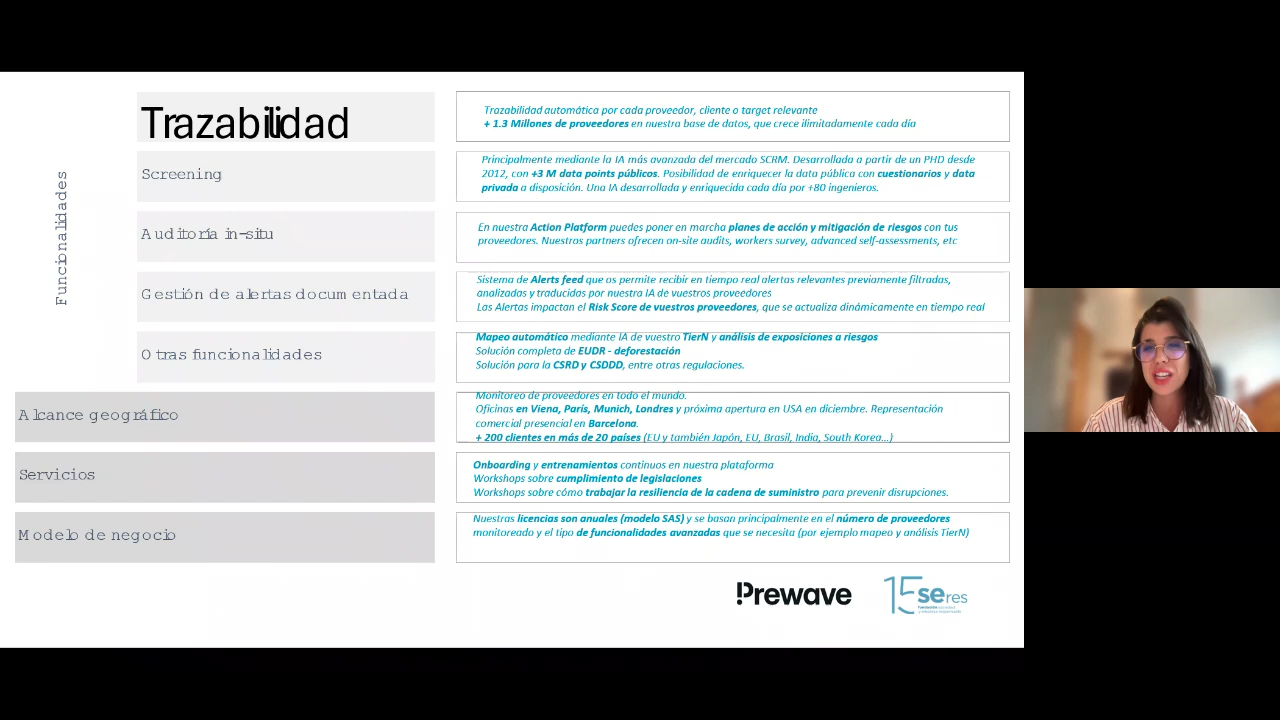 Trazabilidad
Trazabilidad automática por cada proveedor, cliente o target relevante
+ 1.3 Millones de proveedores en nuestra base de datos, que crece ilimitadamente cada día
Funcionalidades
Screening
Principalmente mediante la IA más avanzada del mercado SCRM. Desarrollada a partir de un PHD desde
2012, con +3 M data points públicos. Posibilidad de enriquecer la data pública con cuestionarios y data
privada a disposición. Una IA desarrollada y enriquecida cada día por +80 ingenieros.
Auditoría in-situ
En nuestra Action Platform puedes poner en marcha planes de acción y mitigación de riesgos con tus
proveedores. Nuestros partners ofrecen on-site audits, workers survey, advanced self-assessments, etc
Gestión de alertas documentada
Sistema de Alerts feed que os permite recibir en tiempo real alertas relevantes previamente filtradas,
analizadas y traducidas por nuestra IA de vuestros proveedores
Las Alertas impactan el Risk Score de vuestros proveedores, que se actualiza dinámicamente en tiempo real
Otras funcionalidades
Mapeo automático mediante IA de vuestro TierN y análisis de exposiciones a riesgos
Solución completa de EUDR - deforestación
Solución para la CSRD y CSDDD, entre otras regulaciones.
Alcance geográfico
Monitoreo de proveedores en todo el mundo.
Oficinas en Viena, París, Munich, Londres y próxima apertura en USA en diciembre. Representación
comercial presencial en Barcelona.
+ 200 clientes en más de 20 países (EU y también Japón, EU, Brasil, India, South Korea...)
Servicios
Onboarding y entrenamientos continuos en nuestra plataforma
Workshops sobre cumplimiento de legislaciones
Workshops sobre cómo trabajar la resiliencia de la cadena de suministro para prevenir disrupciones.
Modelo de negocio
Nuestras licencias son anuales (modelo SAS) y se basan principalmente en el número de proveedores
monitoreado y el tipo de funcionalidades avanzadas que se necesita (por ejemplo mapeo y análisis TierN)
Prewave
15 seres